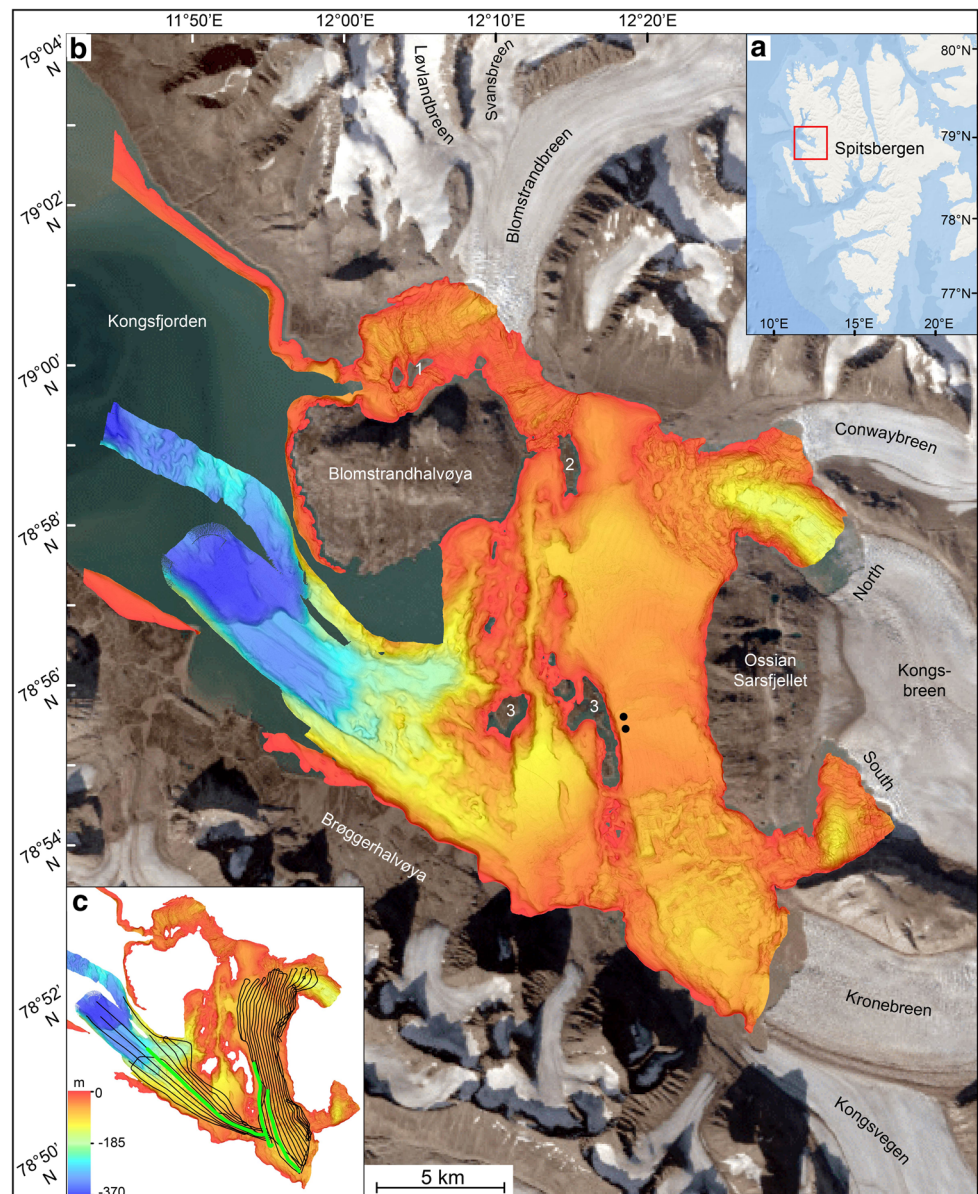 11°50'E
12°00'E
12°10'E
12°20'E
b
a
79°04'
N
79°02'
N
79°00'
N
78°58'
N
78°56'
N
78°54'
N
78°52'
N
78°50'
N
80°N
79°N
78°N
77°N
10°E
15°E
20°E
Spitsbergen
Løvlandbreen
Svansbreen
Blomstrandbreen
Kongsfjorden
1
Blomstrandhalvøya
2
Conwaybreen
North
Ossian
Sarsfjellet
Kongs-
breen
3
3
South
Brøggerhalvøya
Kronebreen
Kongsvegen
c
m
0
-185
-370
5 km